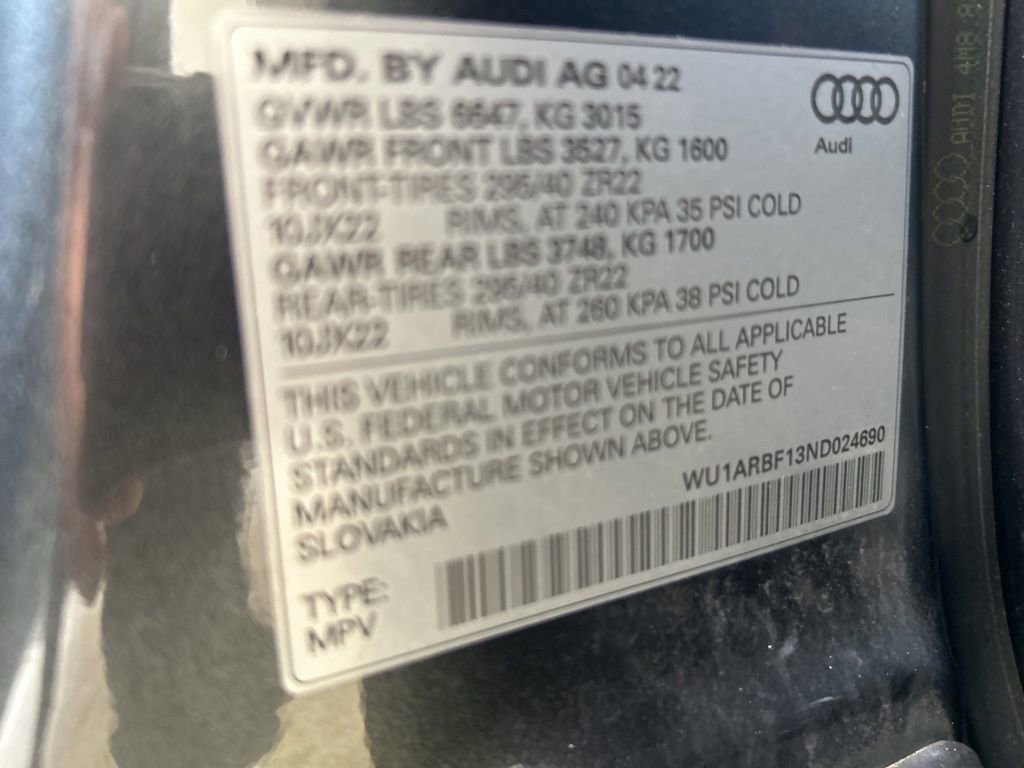 MFD. BY AUDI AG 04 22
GVWR LBS 6647, KG 3015
GAWR FRONT LBS 3527, KG 1600
FRONT-TIRES 295/40 ZR22
10JX22 RIMS, AT 240 KPA 35 PSI COLD
GAWR REAR LBS 3748, KG 1700
REAR-TIRES 295/40 ZR22
10JX22 RIMS, AT 260 KPA 38 PSI COLD
Audi
THIS VEHICLE CONFORMS TO ALL APPLICABLE
U.S. FEDERAL MOTOR VEHICLE SAFETY
STANDARDS IN EFFECT ON THE DATE OF
MANUFACTURE SHOWN ABOVE.
SLOVAKIA
WU1ARBF13ND024690
TYPE:
MPV
AUDI